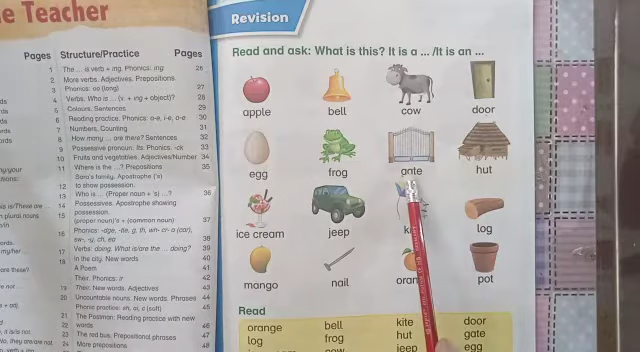 e Teacher
Pages Structure/Practice Pages
1 The ... is verb + ing. Phonics: ing 26
2 More verbs. Adjectives. Prepositions.
3 Phonics: oo (long) 27
4 Verbs. Who ... (v. + ing + object)? 28
5 Colours. Sentences 29
6 Reading practice. Phonics: a-e, i-e, o-e 30
7 Numbers. Counting 31
8 How many ... are there? Sentences 32
9 Possessive pronoun: its. Phonics: -ck 33
10 Fruits and vegetables. Adjectives/Number 34
11 Where is the ...? Prepositions 35
Sara's family. Apostrophe ('s)
12 to show possession.
13 Who is ... (Proper noun + 's) ...? 36
14 Possessives. Apostrophe showing
15 possession.
(proper noun)'s + (common noun) 37
16 Phonics: -dge, -tle, g, th, wh- cr- a (car),
sw-, -y, ch, ea 38
Verbs: doing. What is/are the ... doing? 39
In the city. New words 40
A Poem 41
Their. Phonics: ir 42
19 Their. New words. Adjectives 43
20 Uncountable nouns. New words. Phrases 44
Phonic practice: sh, ei, c (soft) 45
21 The Postman: Reading practice with new
22 words 46
23 The red bus. Prepositional phrases 47
24 More prepositions 48
Revision
Read and ask: What is this? It is a ... /It is an ...
apple bell cow door
egg frog gate hut
ice cream jeep log
mango nail pot
Read
orange bell kite door
log frog hut gate
jeep egg